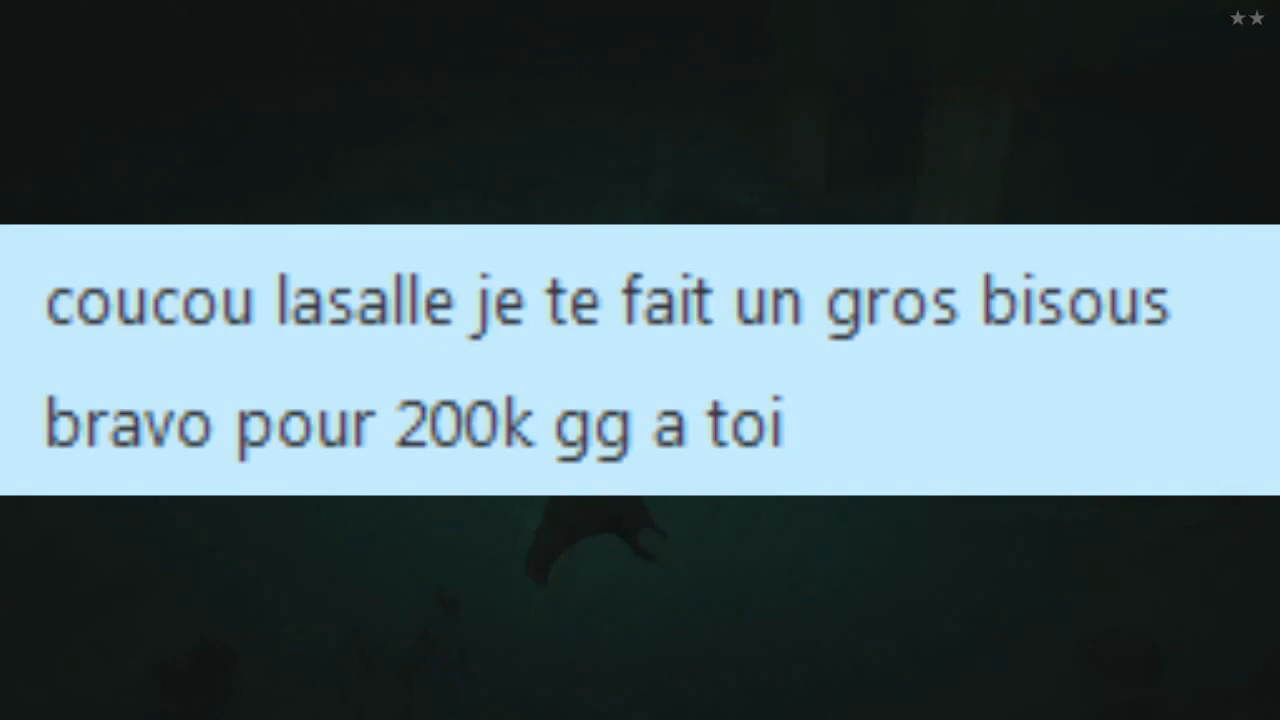 coucou lasalle je te fait un gros bisous
bravo pour 200k gg a toi